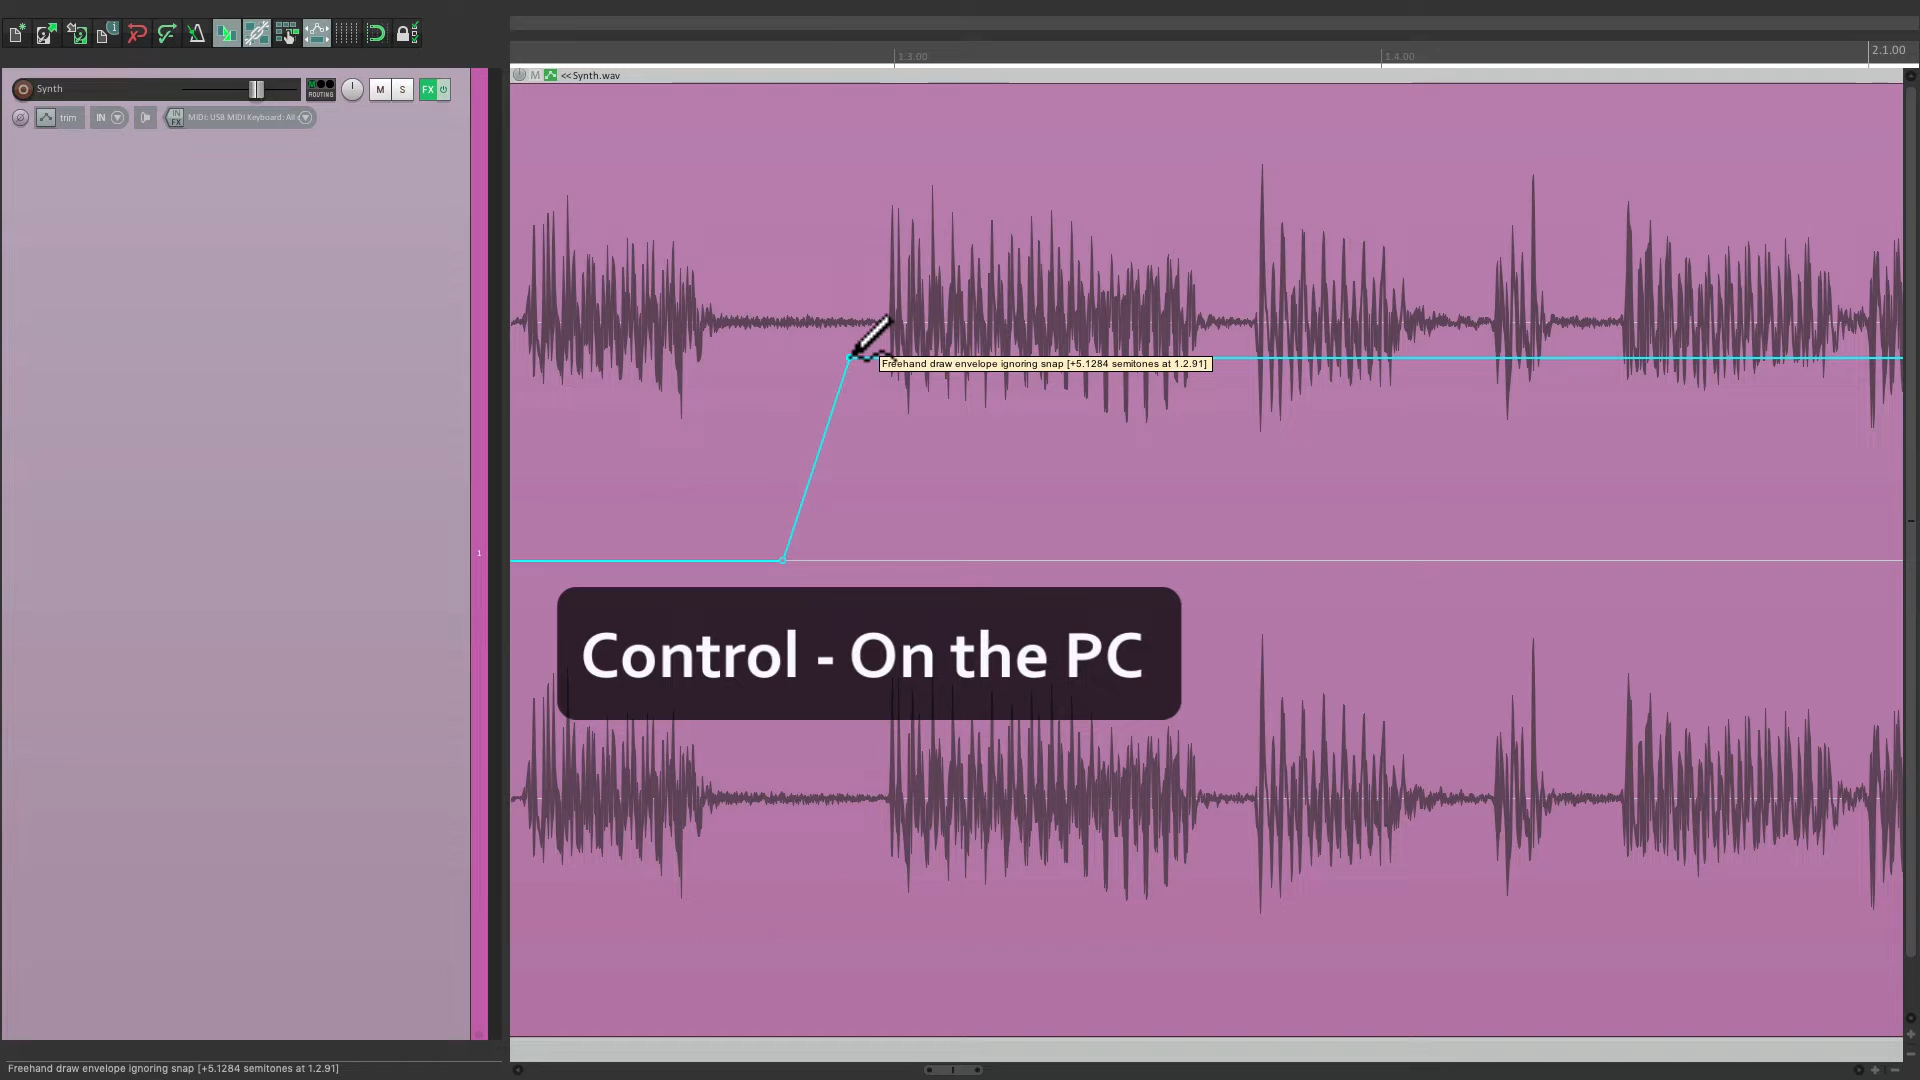 1.3.00
1.4.00
2.1.00
Synth
ROUTING
M
S
FX
M
<< Synth.wav
trim
IN
IN
FX
MIDI: USB MIDI Keyboard: All
Freehand draw envelope ignoring snap [+5.1284 semitones at 1.2.91]
1
Control - On the PC
Freehand draw envelope ignoring snap [+5.1284 semitones at 1.2.91]